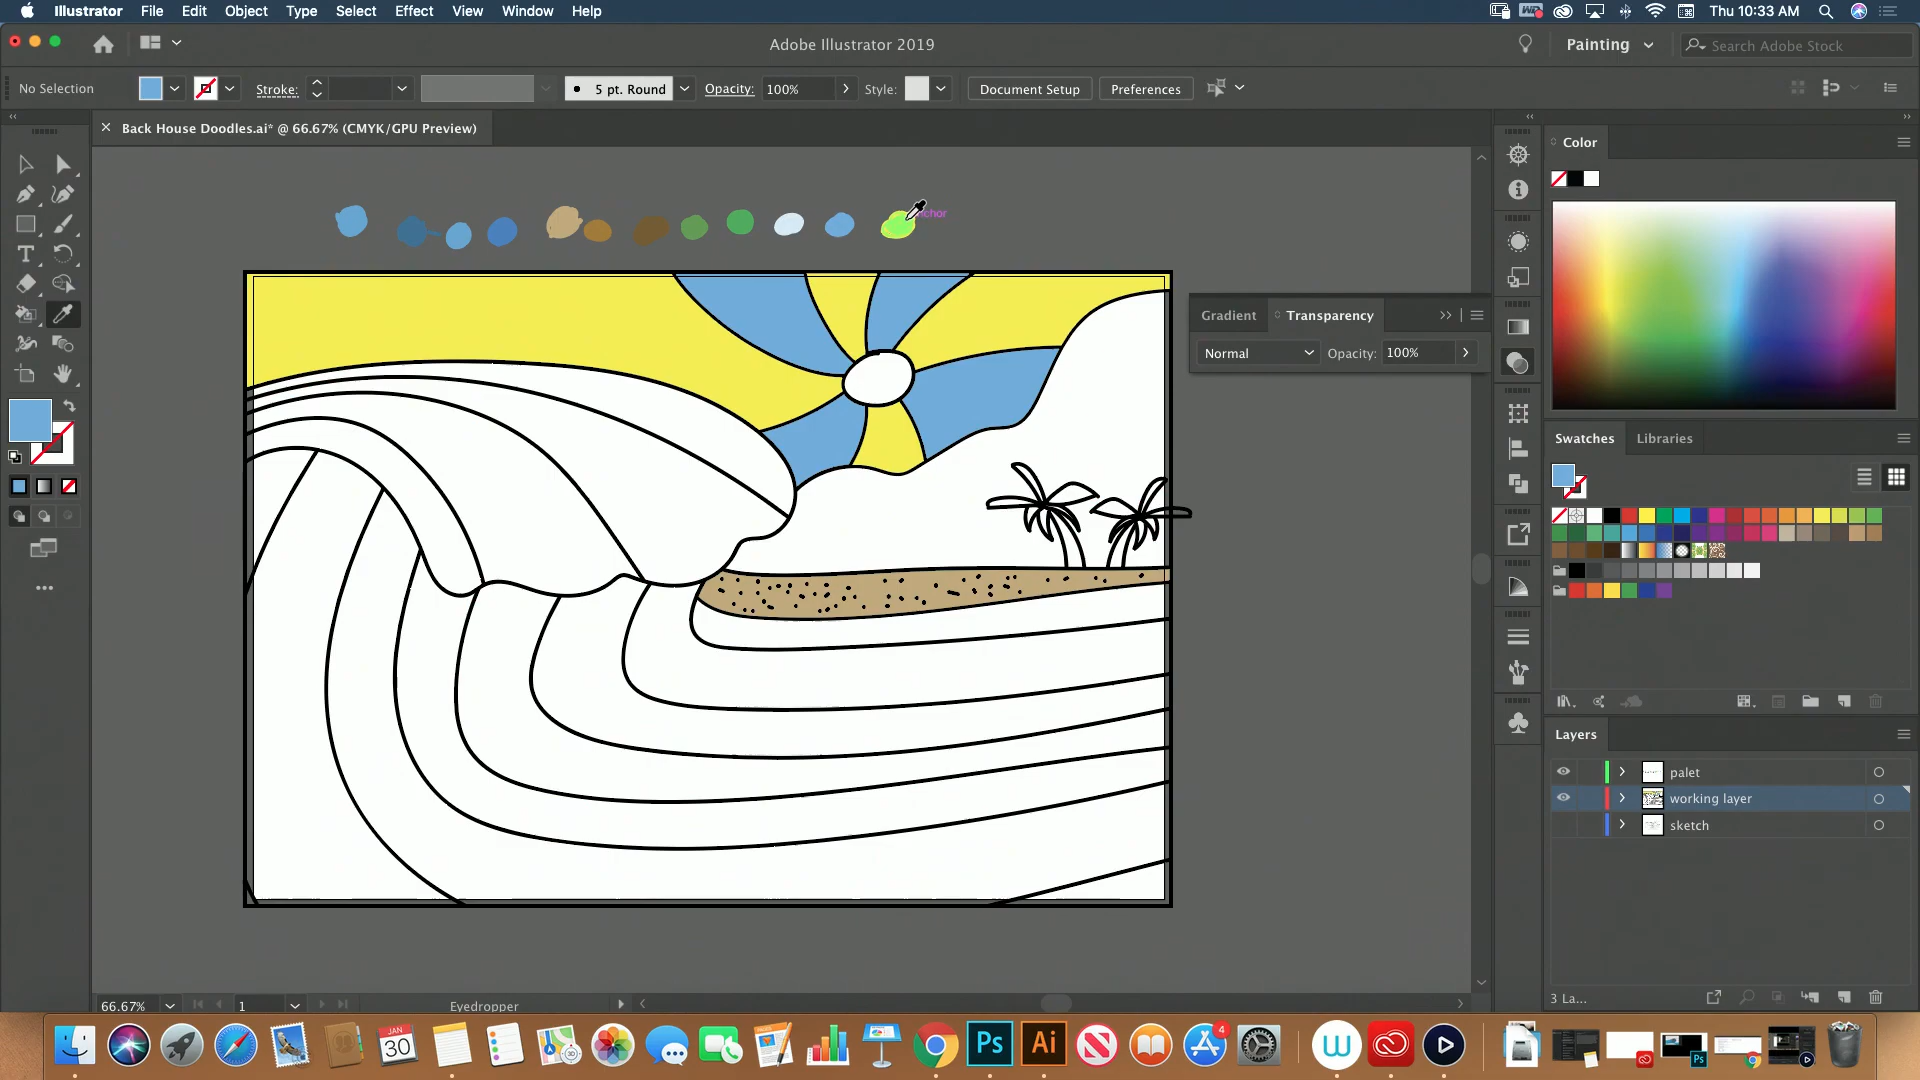 Illustrator File Edit Object Type Select Effect View Window Help Thu 10:33 AM
Adobe Illustrator 2019 Painting Search Adobe Stock
No Selection Stroke: 5 pt. Round Opacity: 100% Style: Document Setup Preferences
× Back House Doodles.ai* @ 66.67% (CMYK/GPU Preview)
Color
Gradient Transparency
Normal Opacity: 100%
Swatches Libraries
Layers
palet
working layer
sketch
3 La...
66.67% 1 Eyedropper
JAN
30
Ps Ai 4